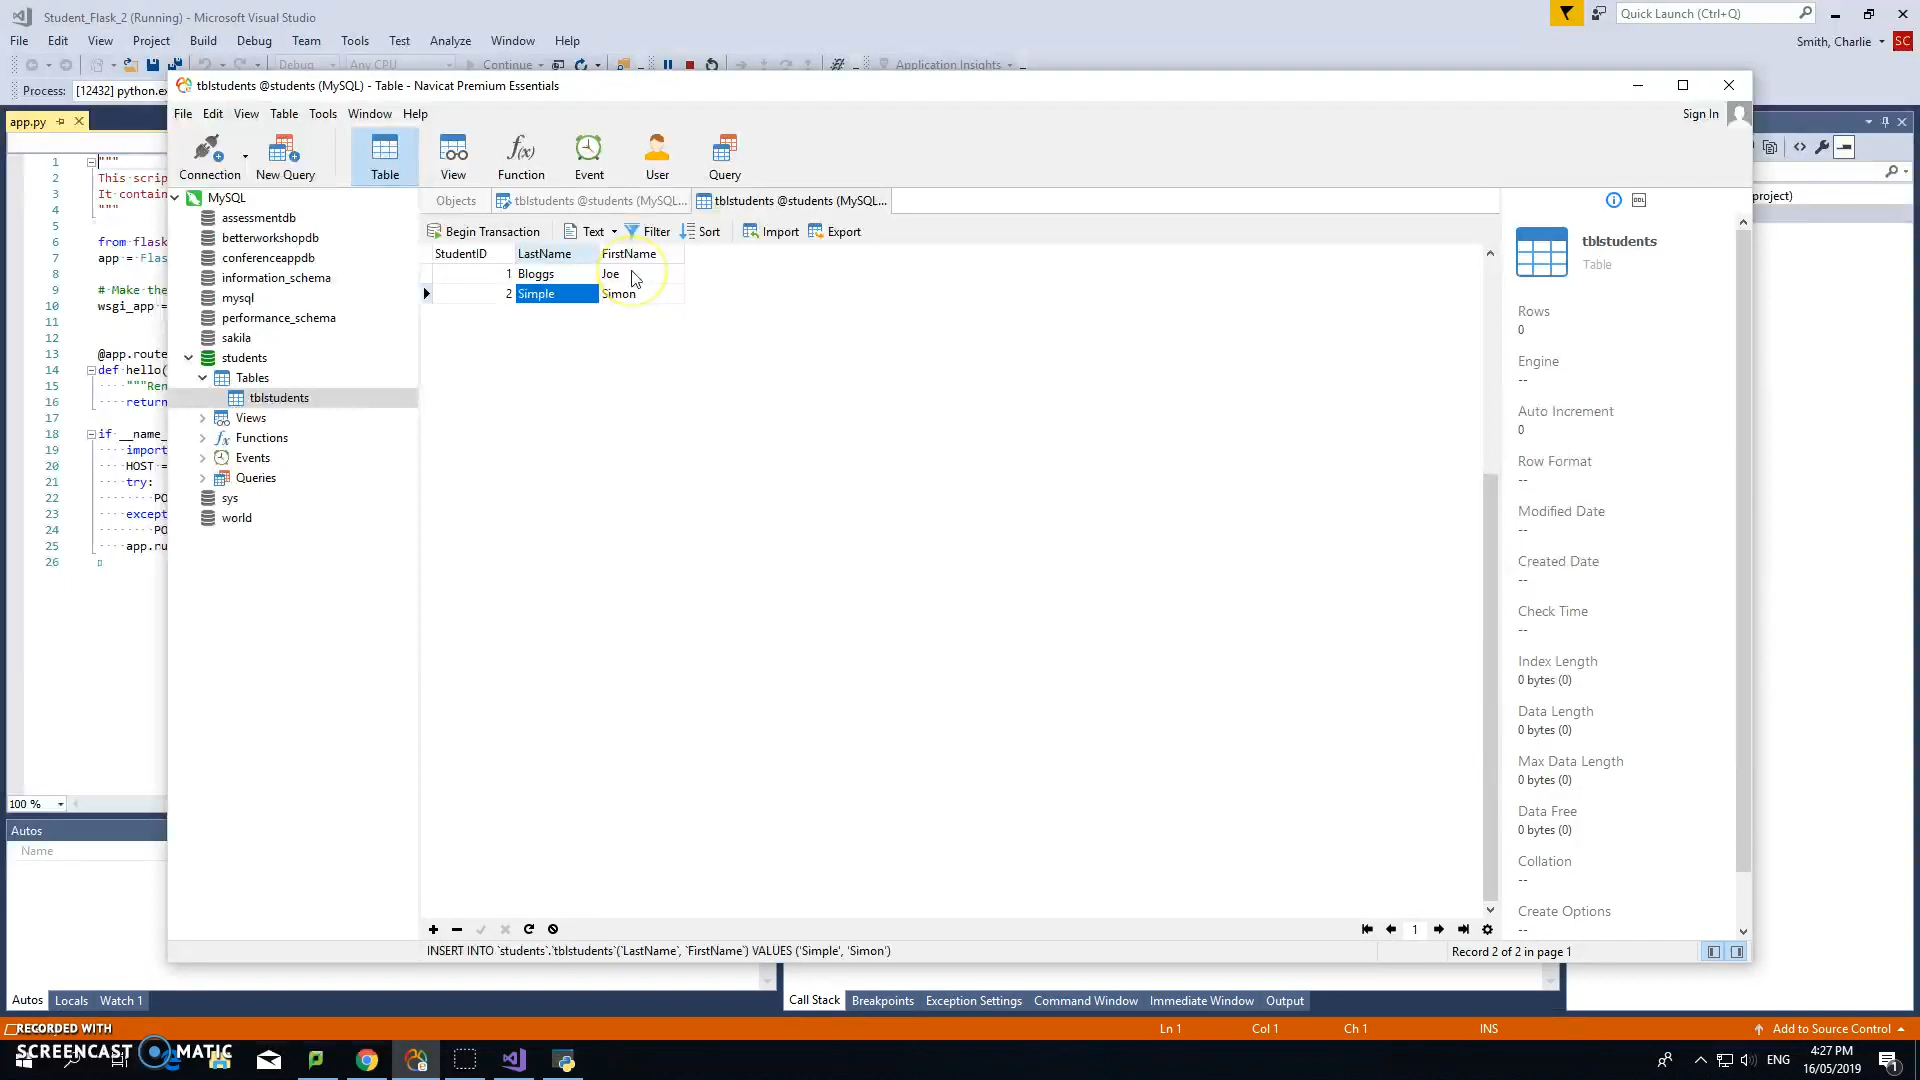 Student_Flask_2 (Running) - Microsoft Visual Studio
Quick Launch (Ctrl+Q)
File Edit View Project Build Debug Team Tools Test Analyze Window Help
Smith, Charlie SC
Debug Any CPU Continue Application Insights
Process: [12432] python.ex
app.py
1 """
2 This scrip
3 It contain
4 """
5
6 from flask
7 app = Flas
8
9 # Make the
10 wsgi_app =
11
12
13 @app.route
14 def hello(
15 """Ren
16 return
17
18 if __name_
19 import
20 HOST =
21 try:
22 PO
23 except
24 PO
25 app.ru
26
100 %
Autos
Name
Autos Locals Watch 1
tblstudents @students (MySQL) - Table - Navicat Premium Essentials
File Edit View Table Tools Window Help
Sign In
Connection New Query Table View Function Event User Query
MySQL
assessmentdb
betterworkshopdb
conferenceappdb
information_schema
mysql
performance_schema
sakila
students
Tables
tblstudents
Views
Functions
Events
Queries
sys
world
Objects tblstudents @students (MySQL... tblstudents @students (MySQL...
Begin Transaction Text Filter Sort Import Export
StudentID LastName FirstName
1 Bloggs Joe
2 Simple Simon
tblstudents
Table
Rows
0
Engine
--
Auto Increment
0
Row Format
--
Modified Date
--
Created Date
--
Check Time
--
Index Length
0 bytes (0)
Data Length
0 bytes (0)
Max Data Length
0 bytes (0)
Data Free
0 bytes (0)
Collation
--
Create Options
--
1
INSERT INTO `students`.`tblstudents`(`LastName`, `FirstName`) VALUES ('Simple', 'Simon')
Record 2 of 2 in page 1
project)
Call Stack Breakpoints Exception Settings Command Window Immediate Window Output
Ln 1 Col 1 Ch 1 INS Add to Source Control
RECORDED WITH
SCREENCAST MATIC
ENG
4:27 PM
16/05/2019
1